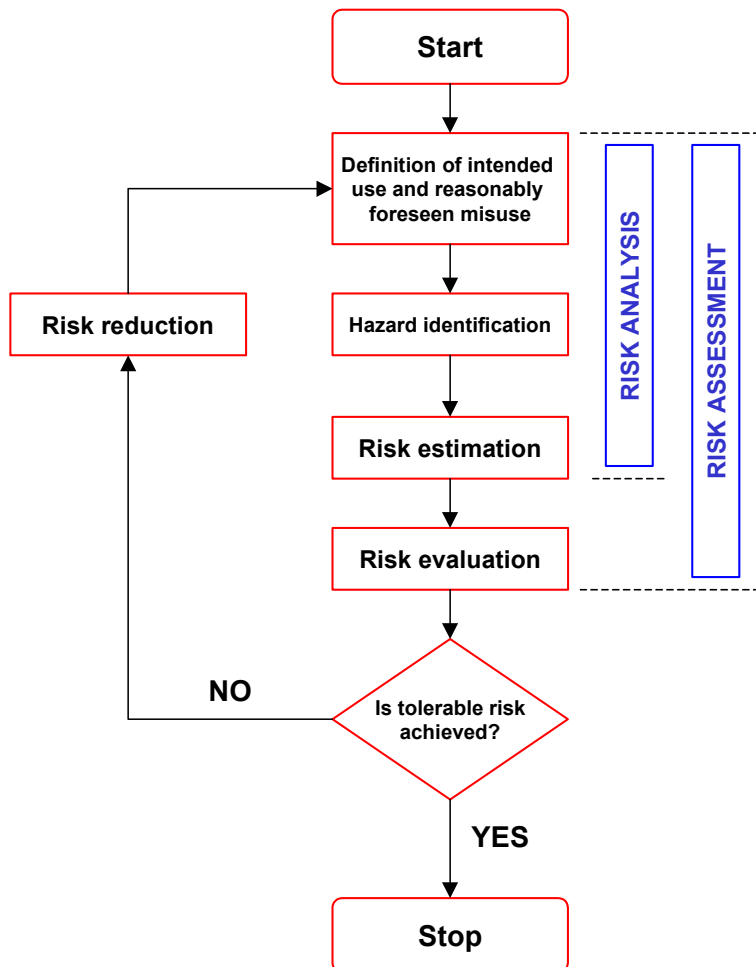 Start
Definition of intended
use and reasonably
foreseen misuse
Risk reduction
Hazard identification
Risk estimation
Risk evaluation
RISK ANALYSIS
RISK ASSESSMENT
NO
Is tolerable risk
achieved?
YES
Stop